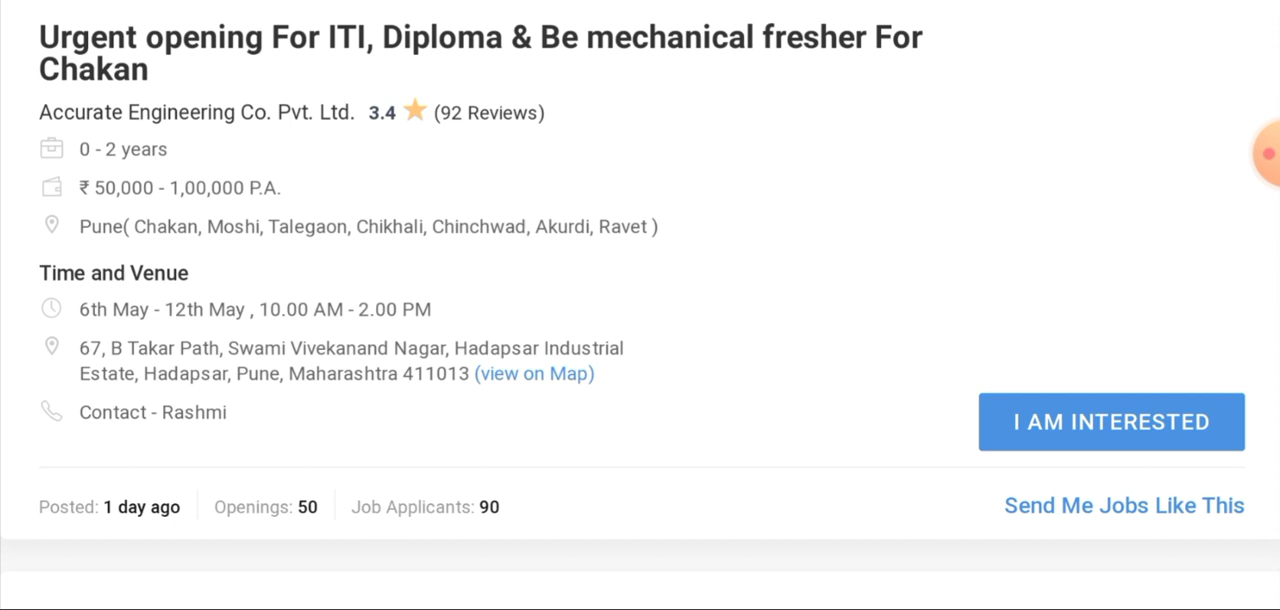 Urgent opening For ITI, Diploma & Be mechanical fresher For
Chakan
Accurate Engineering Co. Pvt. Ltd. 3.4 (92 Reviews)
0 - 2 years
₹ 50,000 - 1,00,000 P.A.
Pune( Chakan, Moshi, Talegaon, Chikhali, Chinchwad, Akurdi, Ravet )
Time and Venue
6th May - 12th May , 10.00 AM - 2.00 PM
67, B Takar Path, Swami Vivekanand Nagar, Hadapsar Industrial
Estate, Hadapsar, Pune, Maharashtra 411013 (view on Map)
Contact - Rashmi
I AM INTERESTED
Posted: 1 day ago Openings: 50 Job Applicants: 90
Send Me Jobs Like This